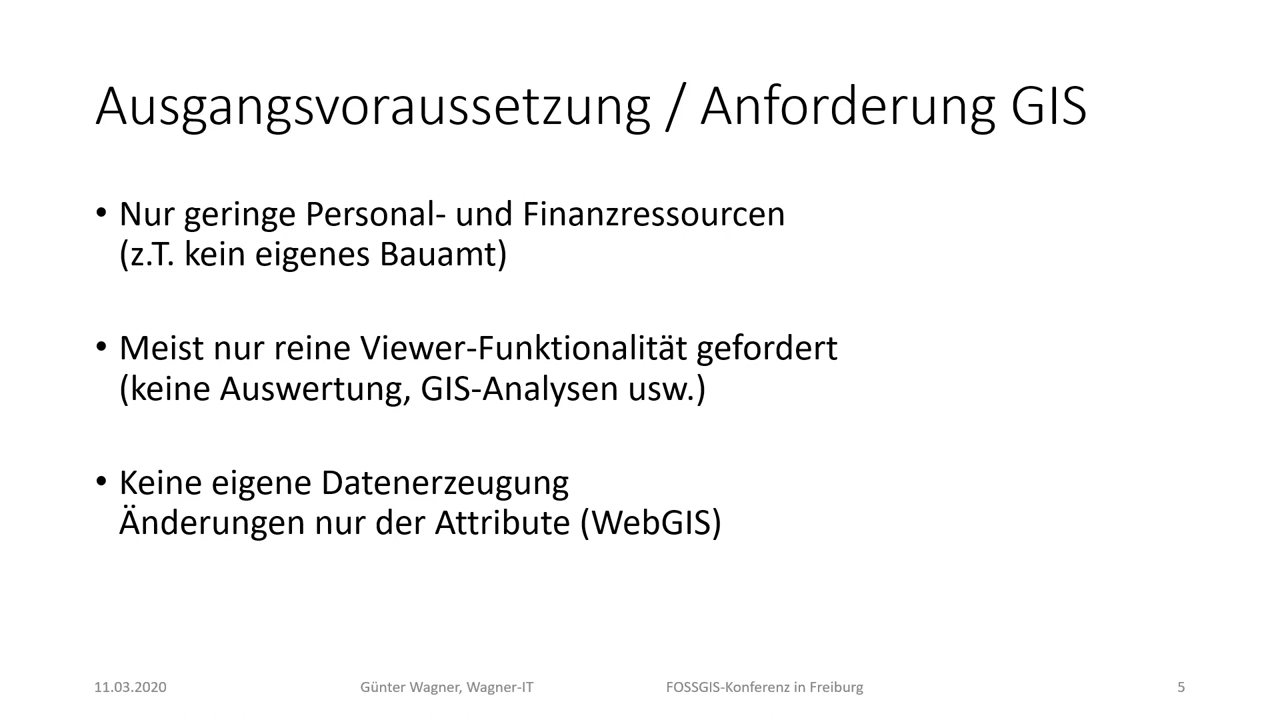 Ausgangsvoraussetzung / Anforderung GIS
• Nur geringe Personal- und Finanzressourcen
(z.T. kein eigenes Bauamt)
• Meist nur reine Viewer-Funktionalität gefordert
(keine Auswertung, GIS-Analysen usw.)
• Keine eigene Datenerzeugung
Änderungen nur der Attribute (WebGIS)
11.03.2020 Günter Wagner, Wagner-IT FOSSGIS-Konferenz in Freiburg 5